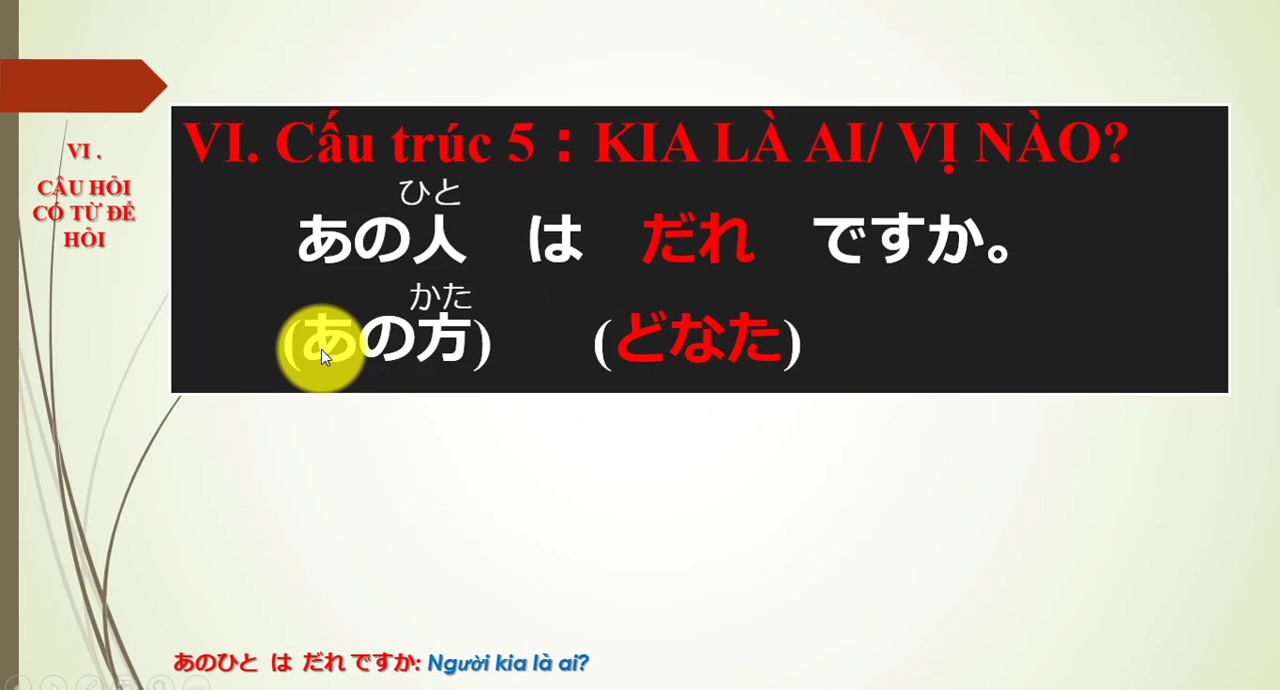 VI .
CÂU HỎI
CÓ TỪ ĐỂ
HỎI
VI. Cấu trúc 5：KIA LÀ AI/ VỊ NÀO?
ひと
あの人 は だれ ですか。
かた
(あの方) (どなた)
あのひと は だれ ですか: Người kia là ai?